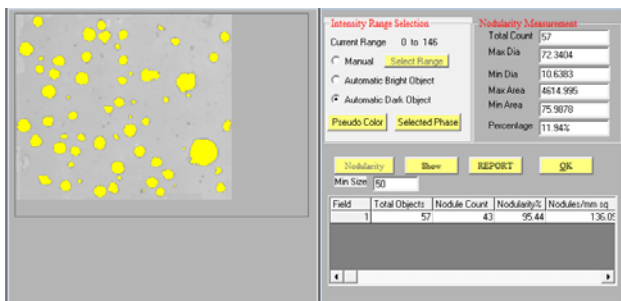 Intensity Range Selection
Current Range 0 to 146
Manual Select Range
Automatic Bright Object
Automatic Dark Object
Pseudo Color Selected Phase
Nodularity Measurement
Total Count 57
Max Dia 72.3404
Min Dia 10.6383
Max Area 4614.995
Min Area 75.9878
Percentage 11.94%
Nodularity Show REPORT OK
Min Size 50
Field Total Objects Nodule Count Nodularity% Nodules/mm sq
1 57 43 95.44 136.09